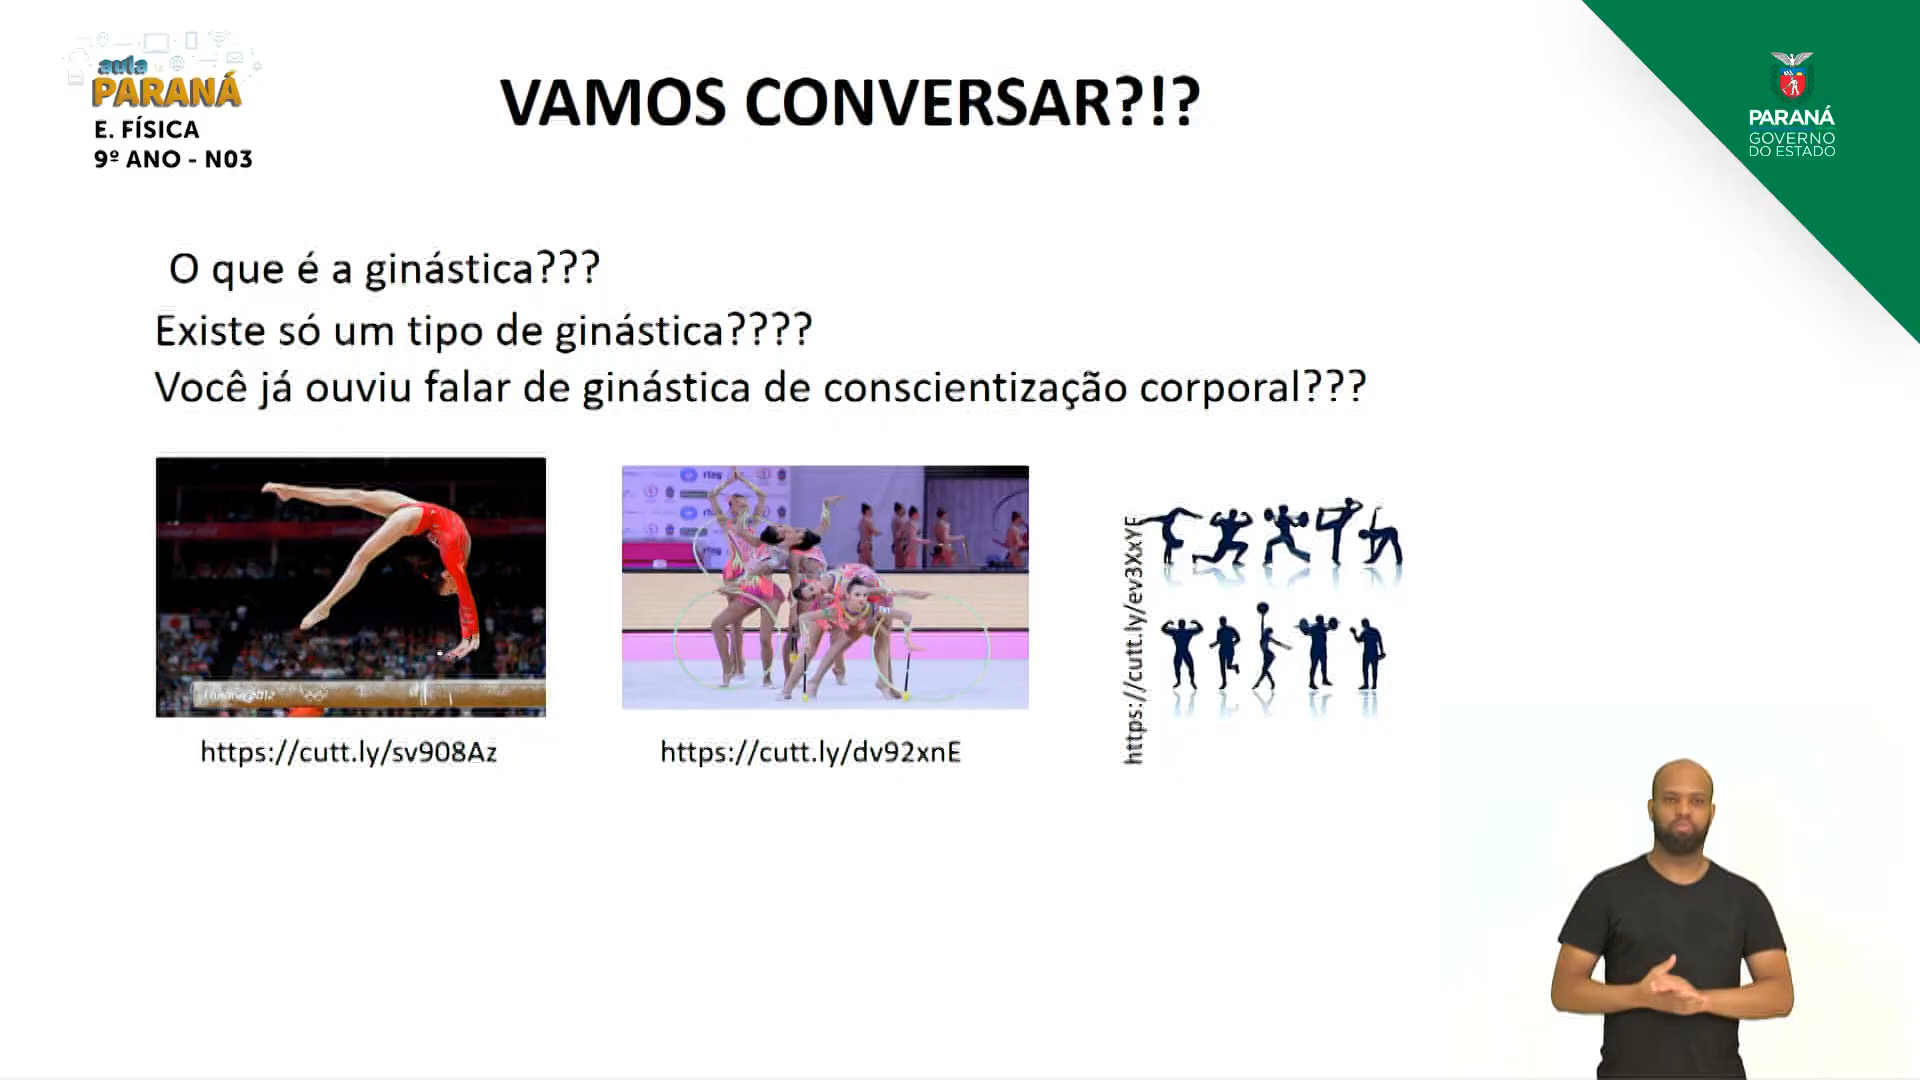 aula
PARANÁ
E. FÍSICA
9º ANO - N03
VAMOS CONVERSAR?!?
PARANÁ
GOVERNO
DO ESTADO
O que é a ginástica???
Existe só um tipo de ginástica????
Você já ouviu falar de ginástica de conscientização corporal???
https://cutt.ly/sv908Az
https://cutt.ly/dv92xnE
https://cutt.ly/ev3XxYF